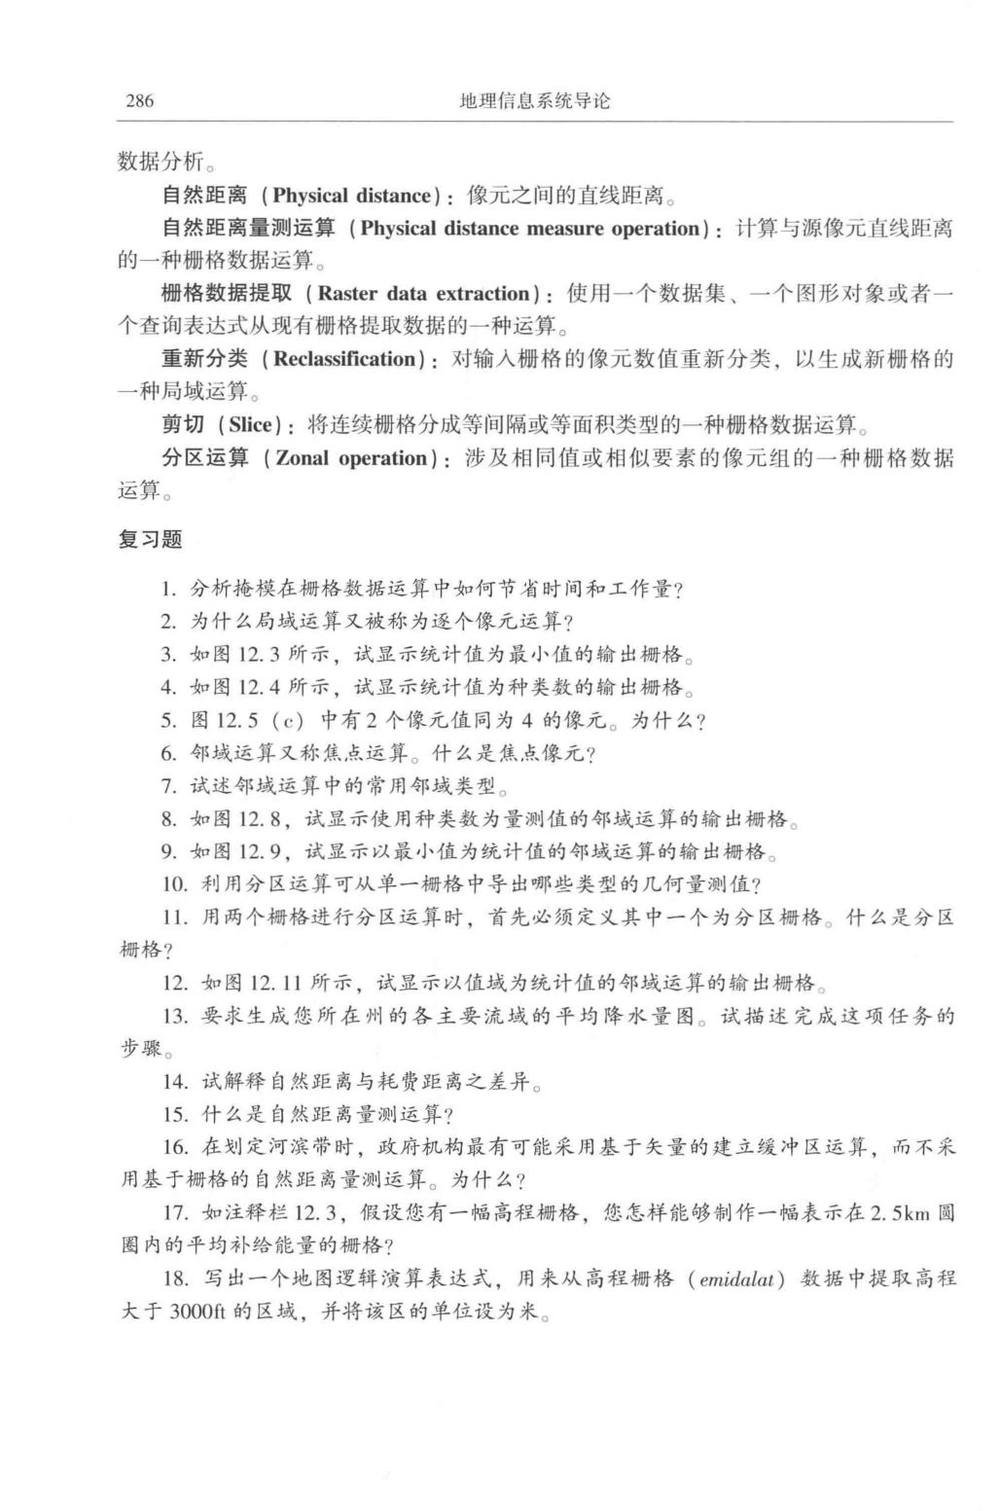 286
地理信息系统导论
数据分析。
自然距离（Physical distance）：像元之间的直线距离。
自然距离量测运算（Physical distance measure operation）：计算与源像元直线距离
的一种栅格数据运算。
栅格数据提取（Raster data extraction）：使用一个数据集、一个图形对象或者一
个查询表达式从现有栅格提取数据的一种运算。
重新分类（Reclassification）：对输入栅格的像元数值重新分类，以生成新栅格的
一种局域运算。
剪切（Slice）：将连续栅格分成等间隔或等面积类型的一种栅格数据运算。
分区运算（Zonal operation）：涉及相同值或相似要素的像元组的一种栅格数据
运算。
复习题
1. 分析掩模在栅格数据运算中如何节省时间和工作量？
2. 为什么局域运算又被称为逐个像元运算？
3. 如图 12.3 所示，试显示统计值为最小值的输出栅格。
4. 如图 12.4 所示，试显示统计值为种类数的输出栅格。
5. 图 12.5（c）中有 2 个像元值同为 4 的像元。为什么？
6. 邻域运算又称焦点运算。什么是焦点像元？
7. 试述邻域运算中的常用邻域类型。
8. 如图 12.8，试显示使用种类数为量测值的邻域运算的输出栅格。
9. 如图 12.9，试显示以最小值为统计值的邻域运算的输出栅格。
10. 利用分区运算可从单一栅格中导出哪些类型的几何量测值？
11. 用两个栅格进行分区运算时，首先必须定义其中一个为分区栅格。什么是分区
栅格？
12. 如图 12.11 所示，试显示以值域为统计值的邻域运算的输出栅格。
13. 要求生成您所在州的各主要流域的平均降水量图。试描述完成这项任务的
步骤。
14. 试解释自然距离与耗费距离之差异。
15. 什么是自然距离量测运算？
16. 在划定河滨带时，政府机构最有可能采用基于矢量的建立缓冲区运算，而不采
用基于栅格的自然距离量测运算。为什么？
17. 如注释栏 12.3，假设您有一幅高程栅格，您怎样能够制作一幅表示在 2.5km 圆
圈内的平均补给能量的栅格？
18. 写出一个地图逻辑演算表达式，用来从高程栅格（emidalat）数据中提取高程
大于 3000ft 的区域，并将该区的单位设为米。